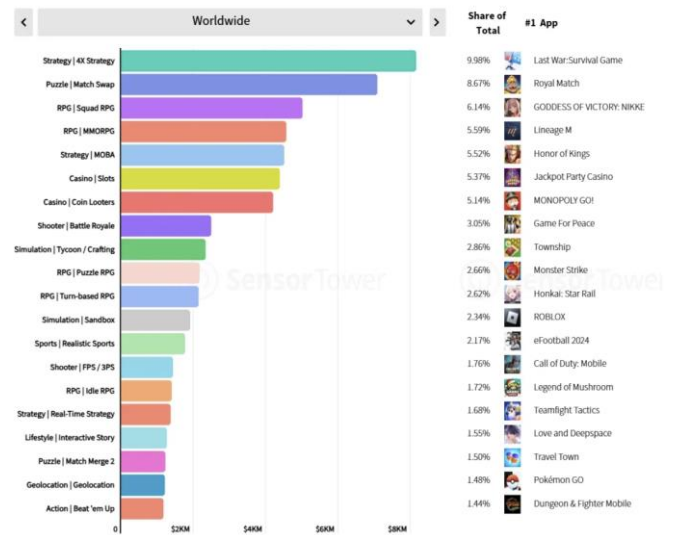 Worldwide
Share of
Total
#1 App
Strategy | 4X Strategy 9.98% Last War:Survival Game
Puzzle | Match Swap 8.67% Royal Match
RPG | Squad RPG 6.14% GODDESS OF VICTORY: NIKKE
RPG | MMORPG 5.59% Lineage M
Strategy | MOBA 5.52% Honor of Kings
Casino | Slots 5.37% Jackpot Party Casino
Casino | Coin Looters 5.14% MONOPOLY GO!
Shooter | Battle Royale 3.05% Game For Peace
Simulation | Tycoon / Crafting 2.86% Township
RPG | Puzzle RPG 2.66% Monster Strike
RPG | Turn-based RPG 2.62% Honkai: Star Rail
Simulation | Sandbox 2.34% ROBLOX
Sports | Realistic Sports 2.17% eFootball 2024
Shooter | FPS / 3PS 1.76% Call of Duty: Mobile
RPG | Idle RPG 1.72% Legend of Mushroom
Strategy | Real-Time Strategy 1.68% Teamfight Tactics
Lifestyle | Interactive Story 1.55% Love and Deepspace
Puzzle | Match Merge 2 1.50% Travel Town
Geolocation | Geolocation 1.48% Pokémon GO
Action | Beat 'em Up 1.44% Dungeon & Fighter Mobile
0 $2KM $4KM $6KM $8KM
SensorTower